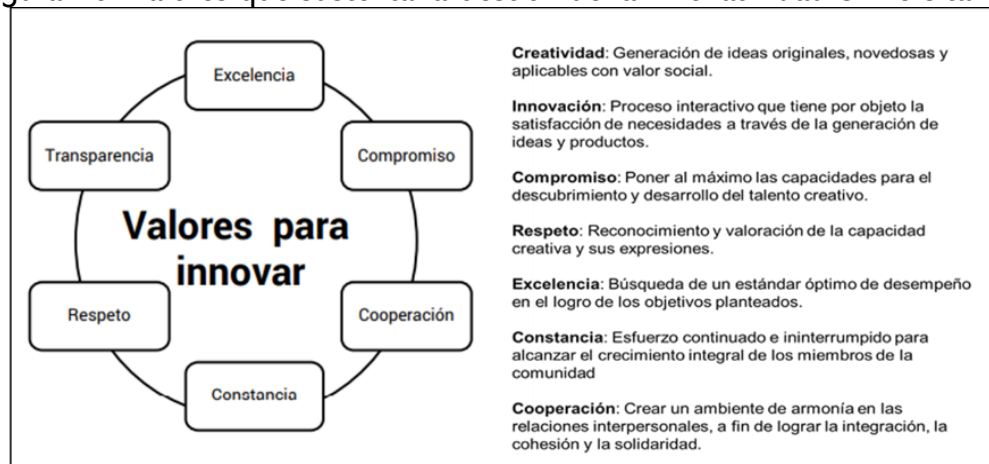 Excelencia
Transparencia
Compromiso
Valores para
innovar
Respeto
Cooperación
Constancia
Creatividad: Generación de ideas originales, novedosas y
aplicables con valor social.
Innovación: Proceso interactivo que tiene por objeto la
satisfacción de necesidades a través de la generación de
ideas y productos.
Compromiso: Poner al máximo las capacidades para el
descubrimiento y desarrollo del talento creativo.
Respeto: Reconocimiento y valoración de la capacidad
creativa y sus expresiones.
Excelencia: Búsqueda de un estándar óptimo de desempeño
en el logro de los objetivos planteados.
Constancia: Esfuerzo continuado e ininterrumpido para
alcanzar el crecimiento integral de los miembros de la
comunidad
Cooperación: Crear un ambiente de armonía en las
relaciones interpersonales, a fin de lograr la integración, la
cohesión y la solidaridad.